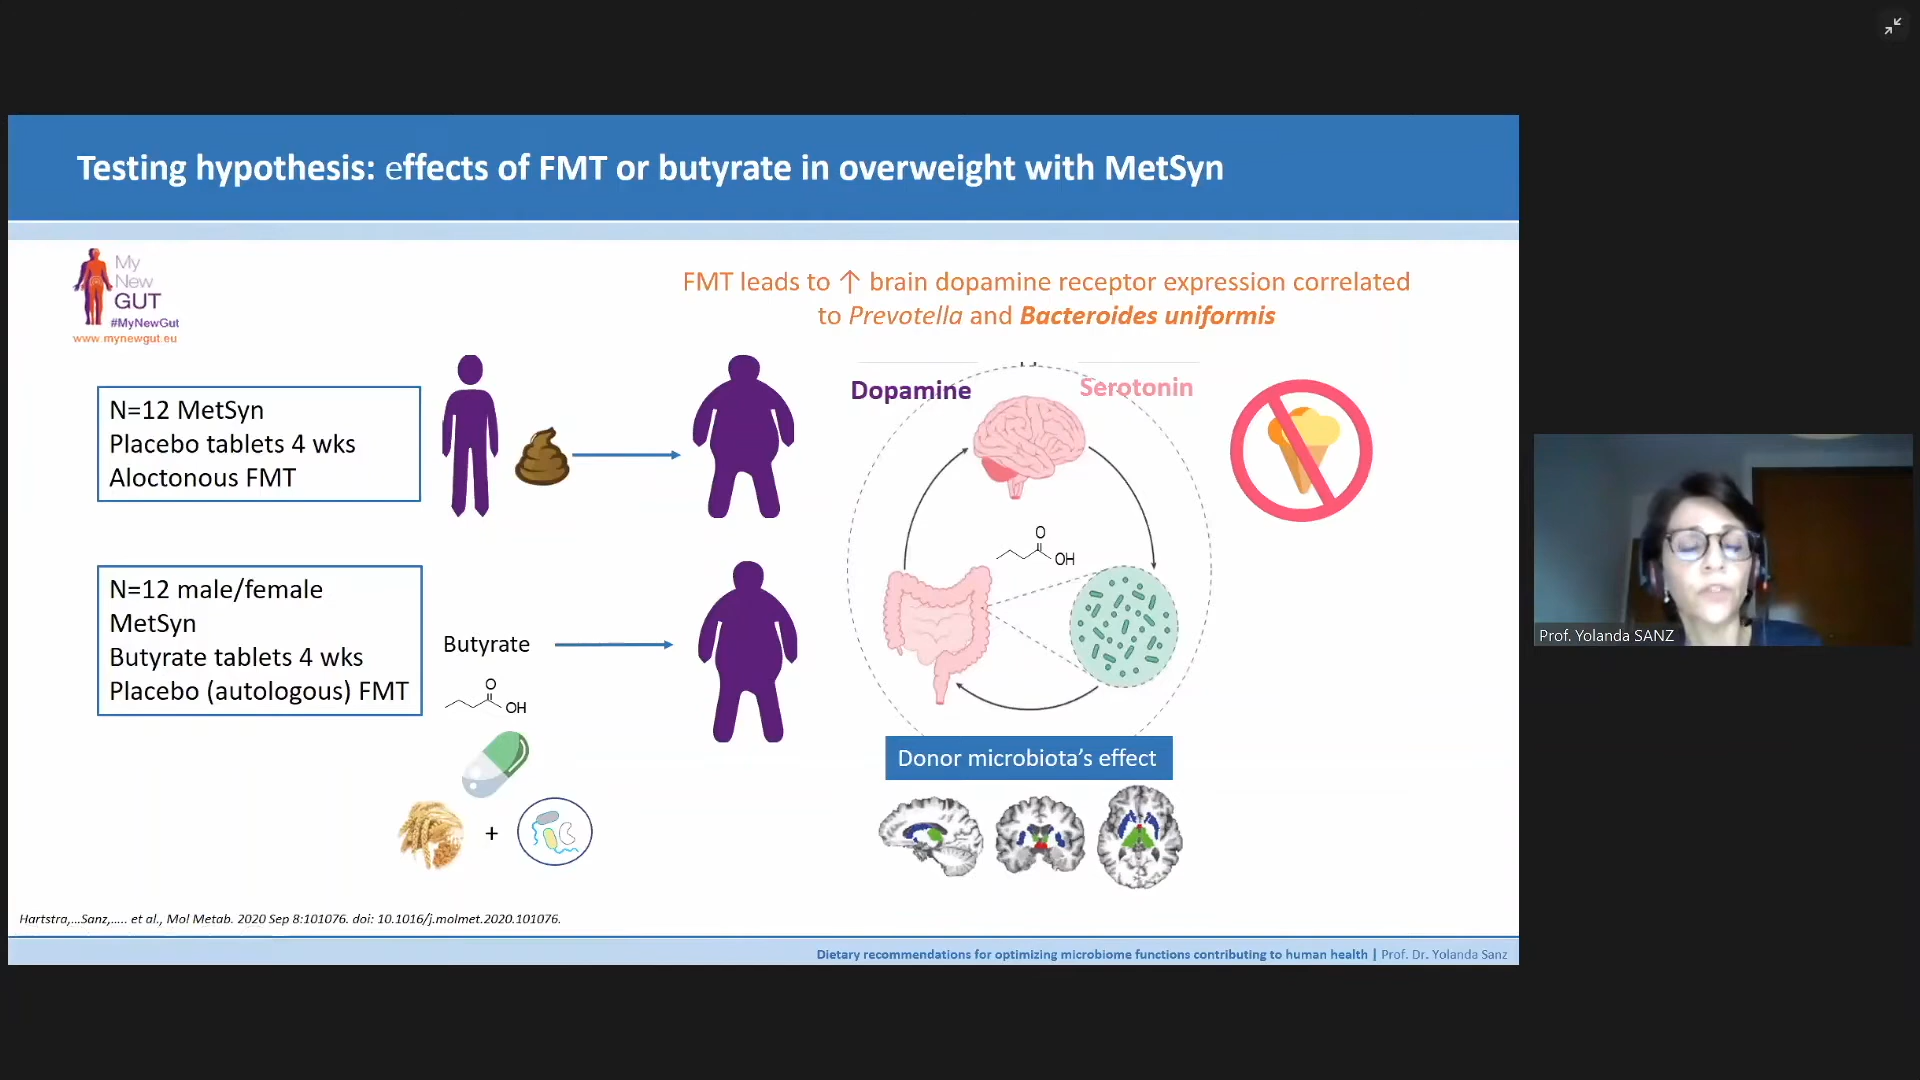 Testing hypothesis: effects of FMT or butyrate in overweight with MetSyn
My
New
GUT
#MyNewGut
www.mynewgut.eu
FMT leads to ↑ brain dopamine receptor expression correlated
to Prevotella and Bacteroides uniformis
N=12 MetSyn
Placebo tablets 4 wks
Aloctonous FMT
Dopamine
Serotonin
O
OH
N=12 male/female
MetSyn
Butyrate tablets 4 wks
Placebo (autologous) FMT
Butyrate
O
OH
+
Donor microbiota's effect
Hartstra,...Sanz,..... et al., Mol Metab. 2020 Sep 8:101076. doi: 10.1016/j.molmet.2020.101076.
Dietary recommendations for optimizing microbiome functions contributing to human health | Prof. Dr. Yolanda Sanz
Prof. Yolanda SANZ